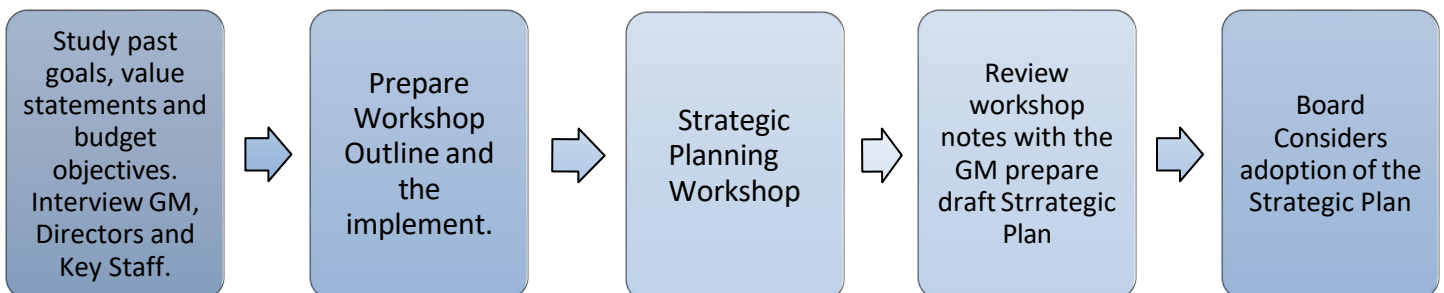 Study past
goals, value
statements and
budget
objectives.
Interview GM,
Directors and
Key Staff.
Prepare
Workshop
Outline and
the
implement.
Strategic
Planning
Workshop
Review
workshop
notes with the
GM prepare
draft Strrategic
Plan
Board
Considers
adoption of the
Strategic Plan